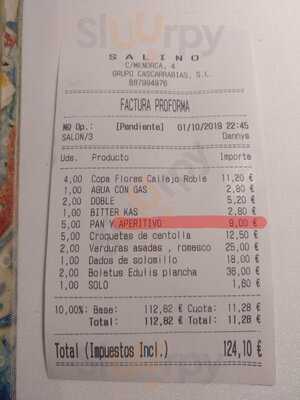 Sluurpy
SALINO
C/MENORCA, 4
GRUPO CASCARRABIAS, S.L.
B87994976
FACTURA PROFORMA
Nº Op.: [Pendiente] 01/10/2019 22:45
SALON/3 Dannys
Uds. Producto Importe
4,00 Copa Flores Callejo Roble 11,20 €
1,00 AGUA CON GAS 2,80 €
2,00 DOBLE 5,20 €
1,00 BITTER KAS 2,80 €
5,00 PAN Y APERITIVO 9,00 €
5,00 Croquetas de centolla 12,50 €
2,00 Verduras asadas , romesco 25,00 €
1,00 Dados de solomillo 18,00 €
2,00 Boletus Edulis plancha 36,00 €
1,00 SOLO 1,60 €
10,00%: Base: 112,82 € Cuota: 11,28 €
Total: 112,82 € Total: 11,28 €
Total (Impuestos Incl.) 124,10 €